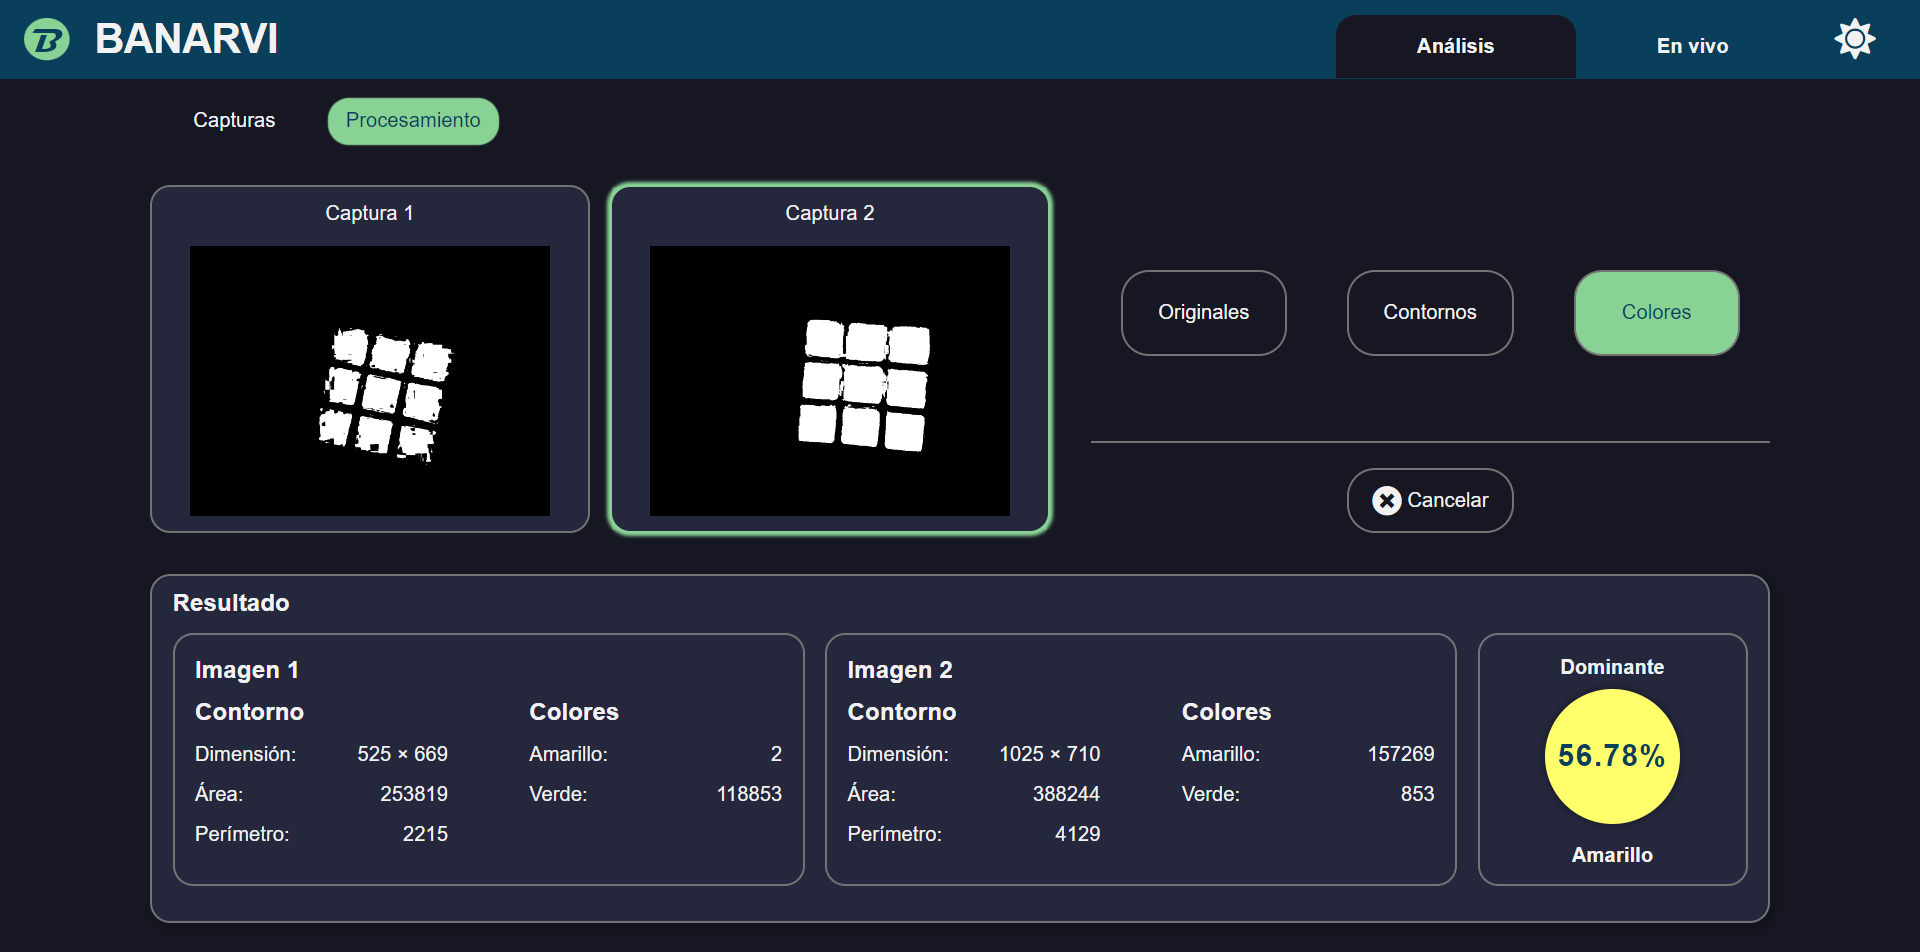 B BANARVI
Análisis
En vivo
Capturas
Procesamiento
Captura 1
Captura 2
Originales
Contornos
Colores
Cancelar
Resultado
Imagen 1
Contorno
Colores
Dimensión: 525 × 669
Amarillo: 2
Área: 253819
Verde: 118853
Perímetro: 2215
Imagen 2
Contorno
Colores
Dimensión: 1025 × 710
Amarillo: 157269
Área: 388244
Verde: 853
Perímetro: 4129
Dominante
56.78%
Amarillo